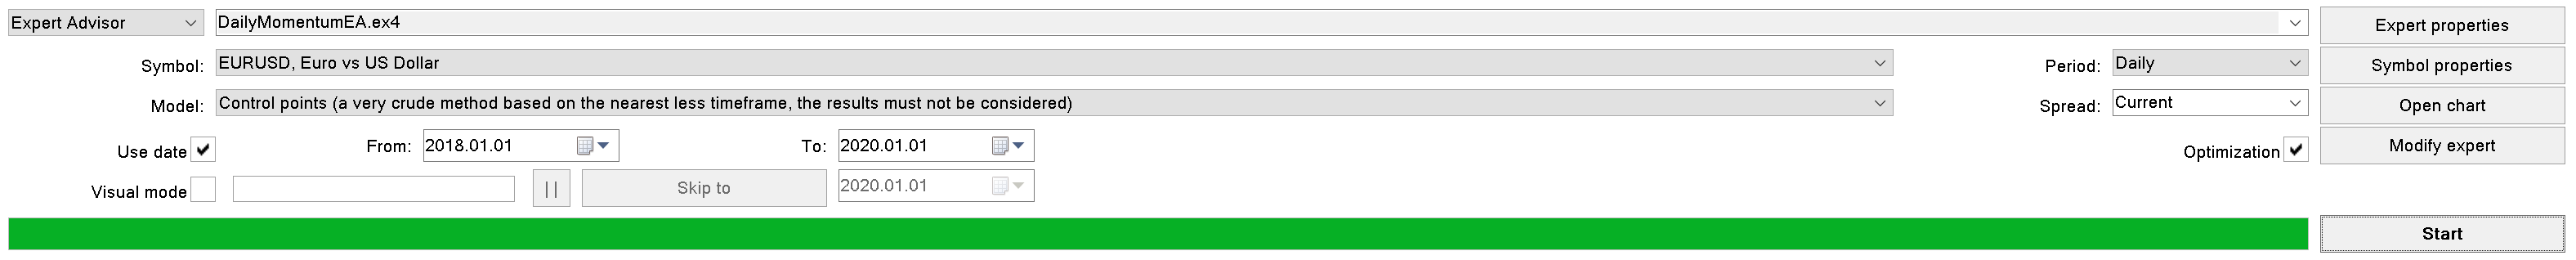 Expert Advisor DailyMomentumEA.ex4 Expert properties
Symbol: EURUSD, Euro vs US Dollar Period: Daily Symbol properties
Model: Control points (a very crude method based on the nearest less timeframe, the results must not be considered) Spread: Current Open chart
Use date From: 2018.01.01 To: 2020.01.01 Optimization Modify expert
Visual mode Skip to 2020.01.01
Start